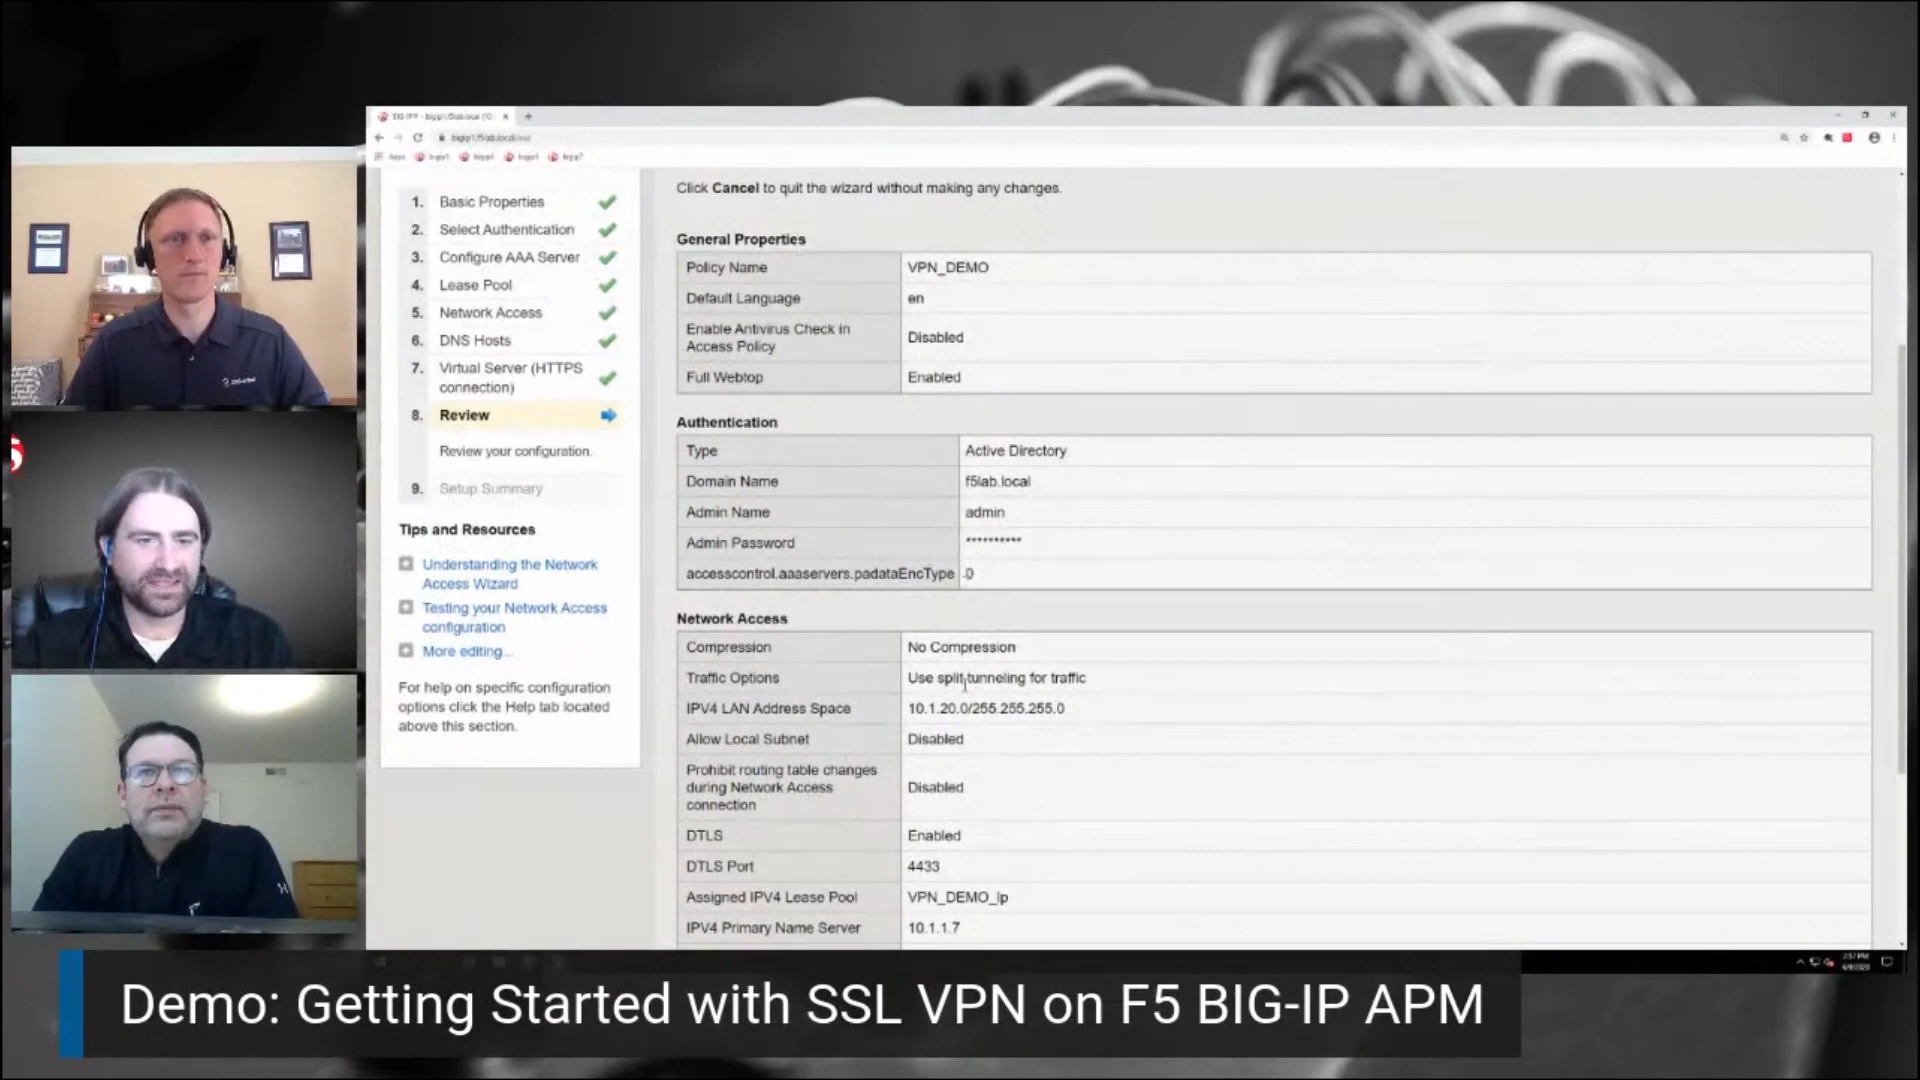 Click Cancel to quit the wizard without making any changes.
1. Basic Properties
2. Select Authentication
3. Configure AAA Server
4. Lease Pool
5. Network Access
6. DNS Hosts
7. Virtual Server (HTTPS
connection)
8. Review
Review your configuration.
9. Setup Summary
Tips and Resources
Understanding the Network
Access Wizard
Testing your Network Access
configuration
More editing...
For help on specific configuration
options click the Help tab located
above this section.
General Properties
Policy Name VPN_DEMO
Default Language en
Enable Antivirus Check in
Access Policy Disabled
Full Webtop Enabled
Authentication
Type Active Directory
Domain Name f5lab.local
Admin Name admin
Admin Password **********
accesscontrol.aaaservers.padataEncType 0
Network Access
Compression No Compression
Traffic Options Use split tunneling for traffic
IPV4 LAN Address Space 10.1.20.0/255.255.255.0
Allow Local Subnet Disabled
Prohibit routing table changes
during Network Access
connection Disabled
DTLS Enabled
DTLS Port 4433
Assigned IPV4 Lease Pool VPN_DEMO_lp
IPV4 Primary Name Server 10.1.1.7
Demo: Getting Started with SSL VPN on F5 BIG-IP APM